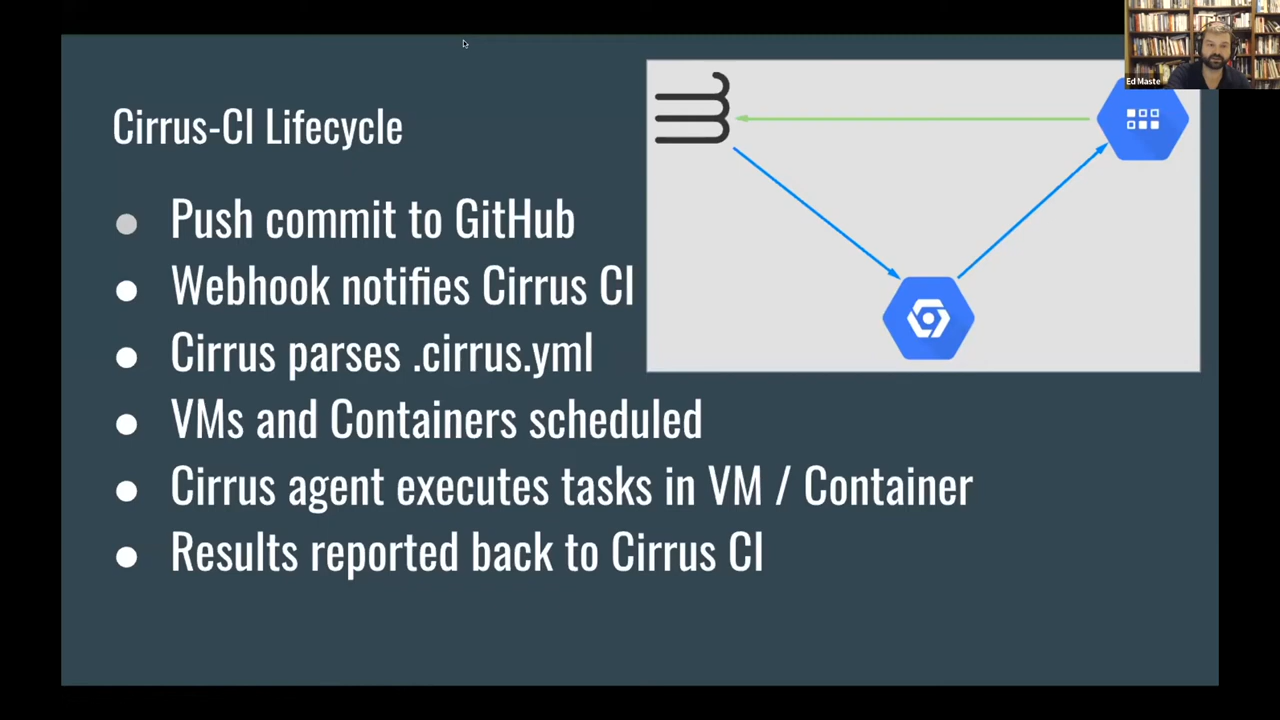 Ed Maste
Cirrus-CI Lifecycle
Push commit to GitHub
Webhook notifies Cirrus CI
Cirrus parses .cirrus.yml
VMs and Containers scheduled
Cirrus agent executes tasks in VM / Container
Results reported back to Cirrus CI